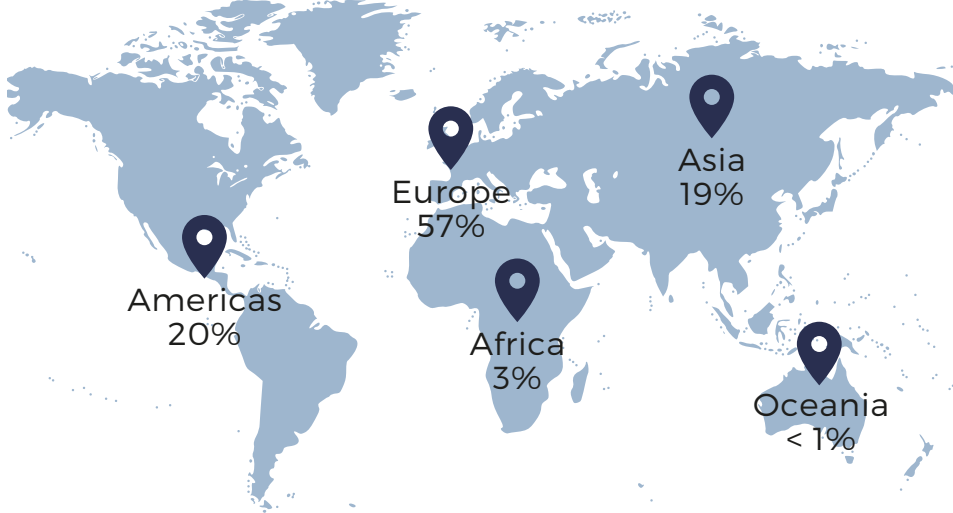 Asia
19%
Europe
57%
Americas
20%
Africa
3%
Oceania
< 1%